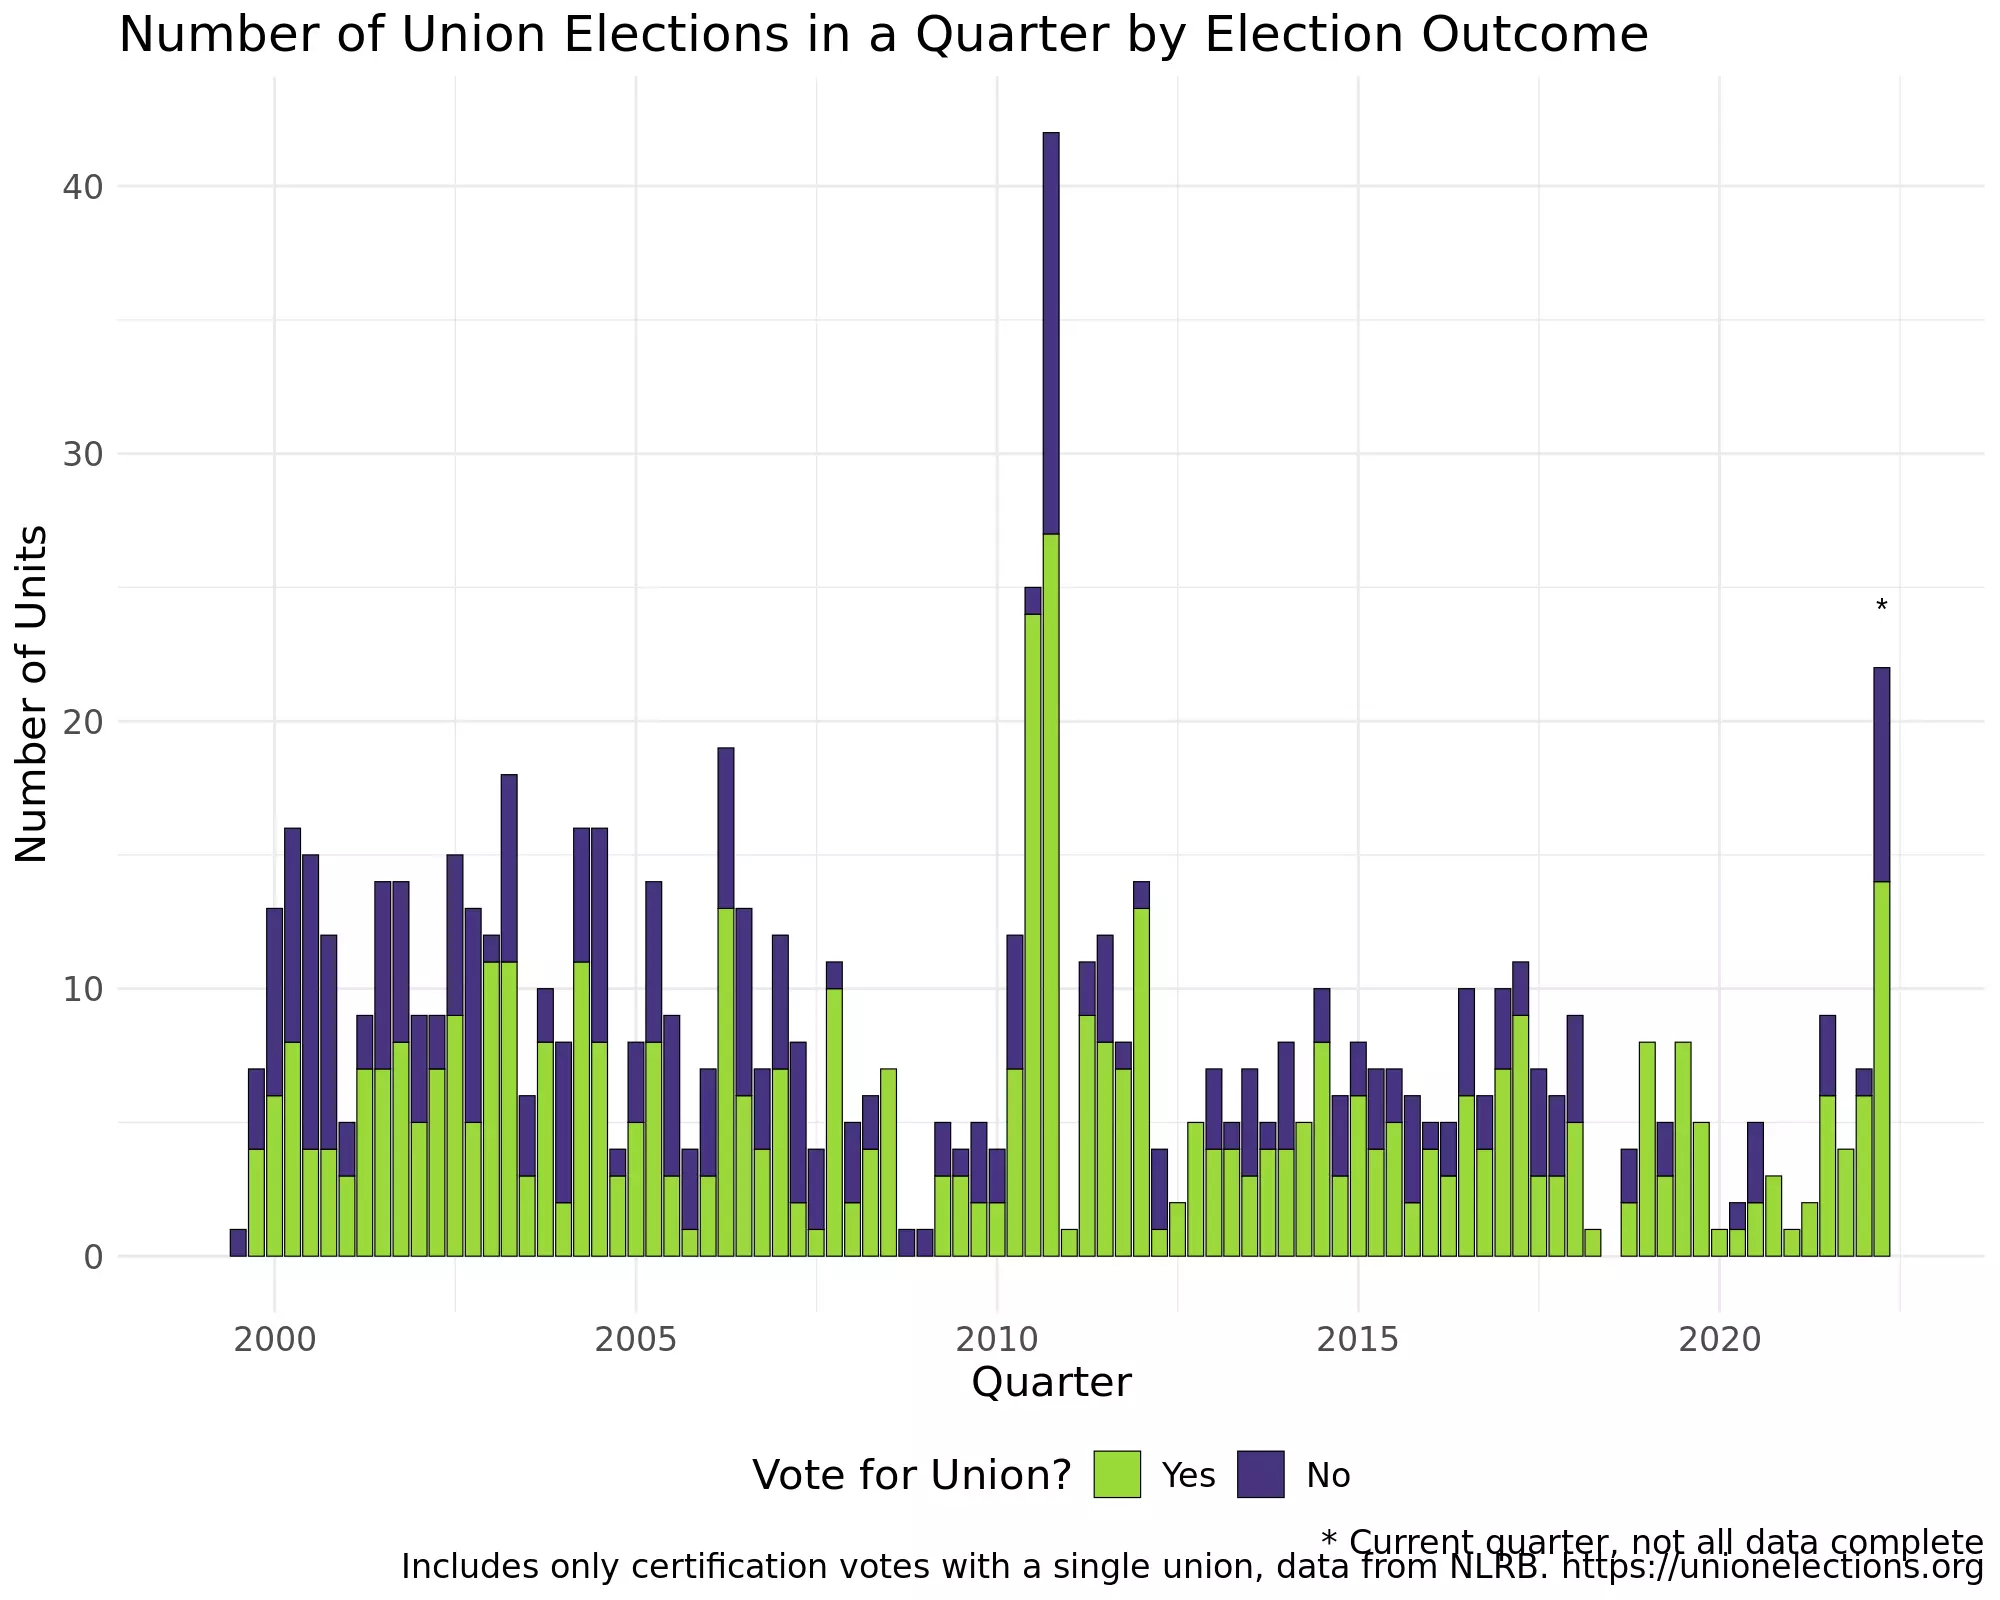 Number of Union Elections in a Quarter by Election Outcome
Number of Units
40
30
20
10
0
*
2000 2005 2010 2015 2020
Quarter
Vote for Union? Yes No
* Current quarter, not all data complete
Includes only certification votes with a single union, data from NLRB. https://unionelections.org